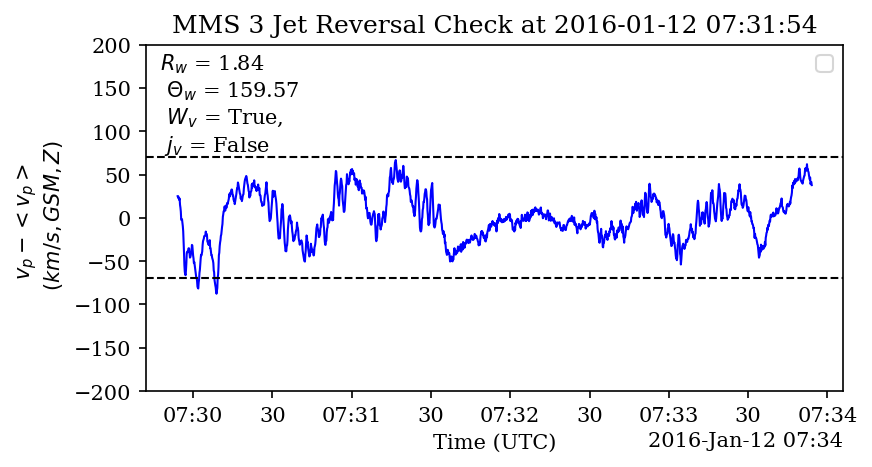 MMS 3 Jet Reversal Check at 2016-01-12 07:31:54
R_w = 1.84
Θ_w = 159.57
W_v = True,
j_v = False
v_p − <v_p>
(km/s, GSM, Z)
200
150
100
50
0
−50
−100
−150
−200
07:30 30 07:31 30 07:32 30 07:33 30 07:34
Time (UTC)
2016-Jan-12 07:34